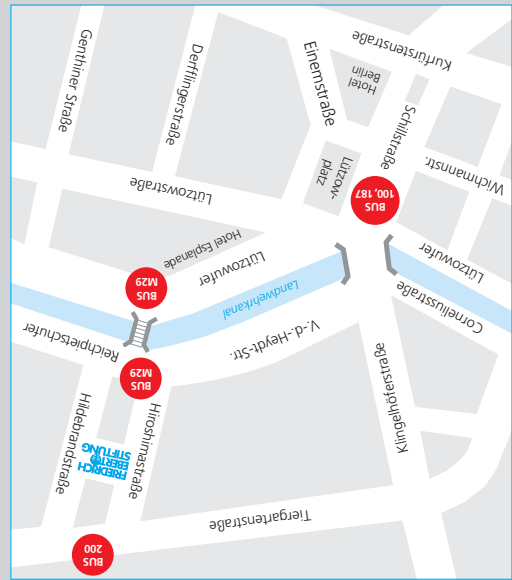 Tiergartenstraße
BUS
200
Hildebrandstraße
FRIEDRICH
EBERT
STIFTUNG
Hiroshimastraße
Klingelhöferstraße
BUS
M29
Reichpietschufer
V.-d.-Heydt-Str.
Corneliusstraße
Landwehrkanal
BUS
M29
Lützowufer
Lützowufer
Hotel Esplanade
BUS
100, 187
Lützowstraße
Lützow-
platz
Wichmannstr.
Schillstraße
Genthiner Straße
Derfflingerstraße
Einemstraße
Hotel
Berlin
Kurfürstenstraße